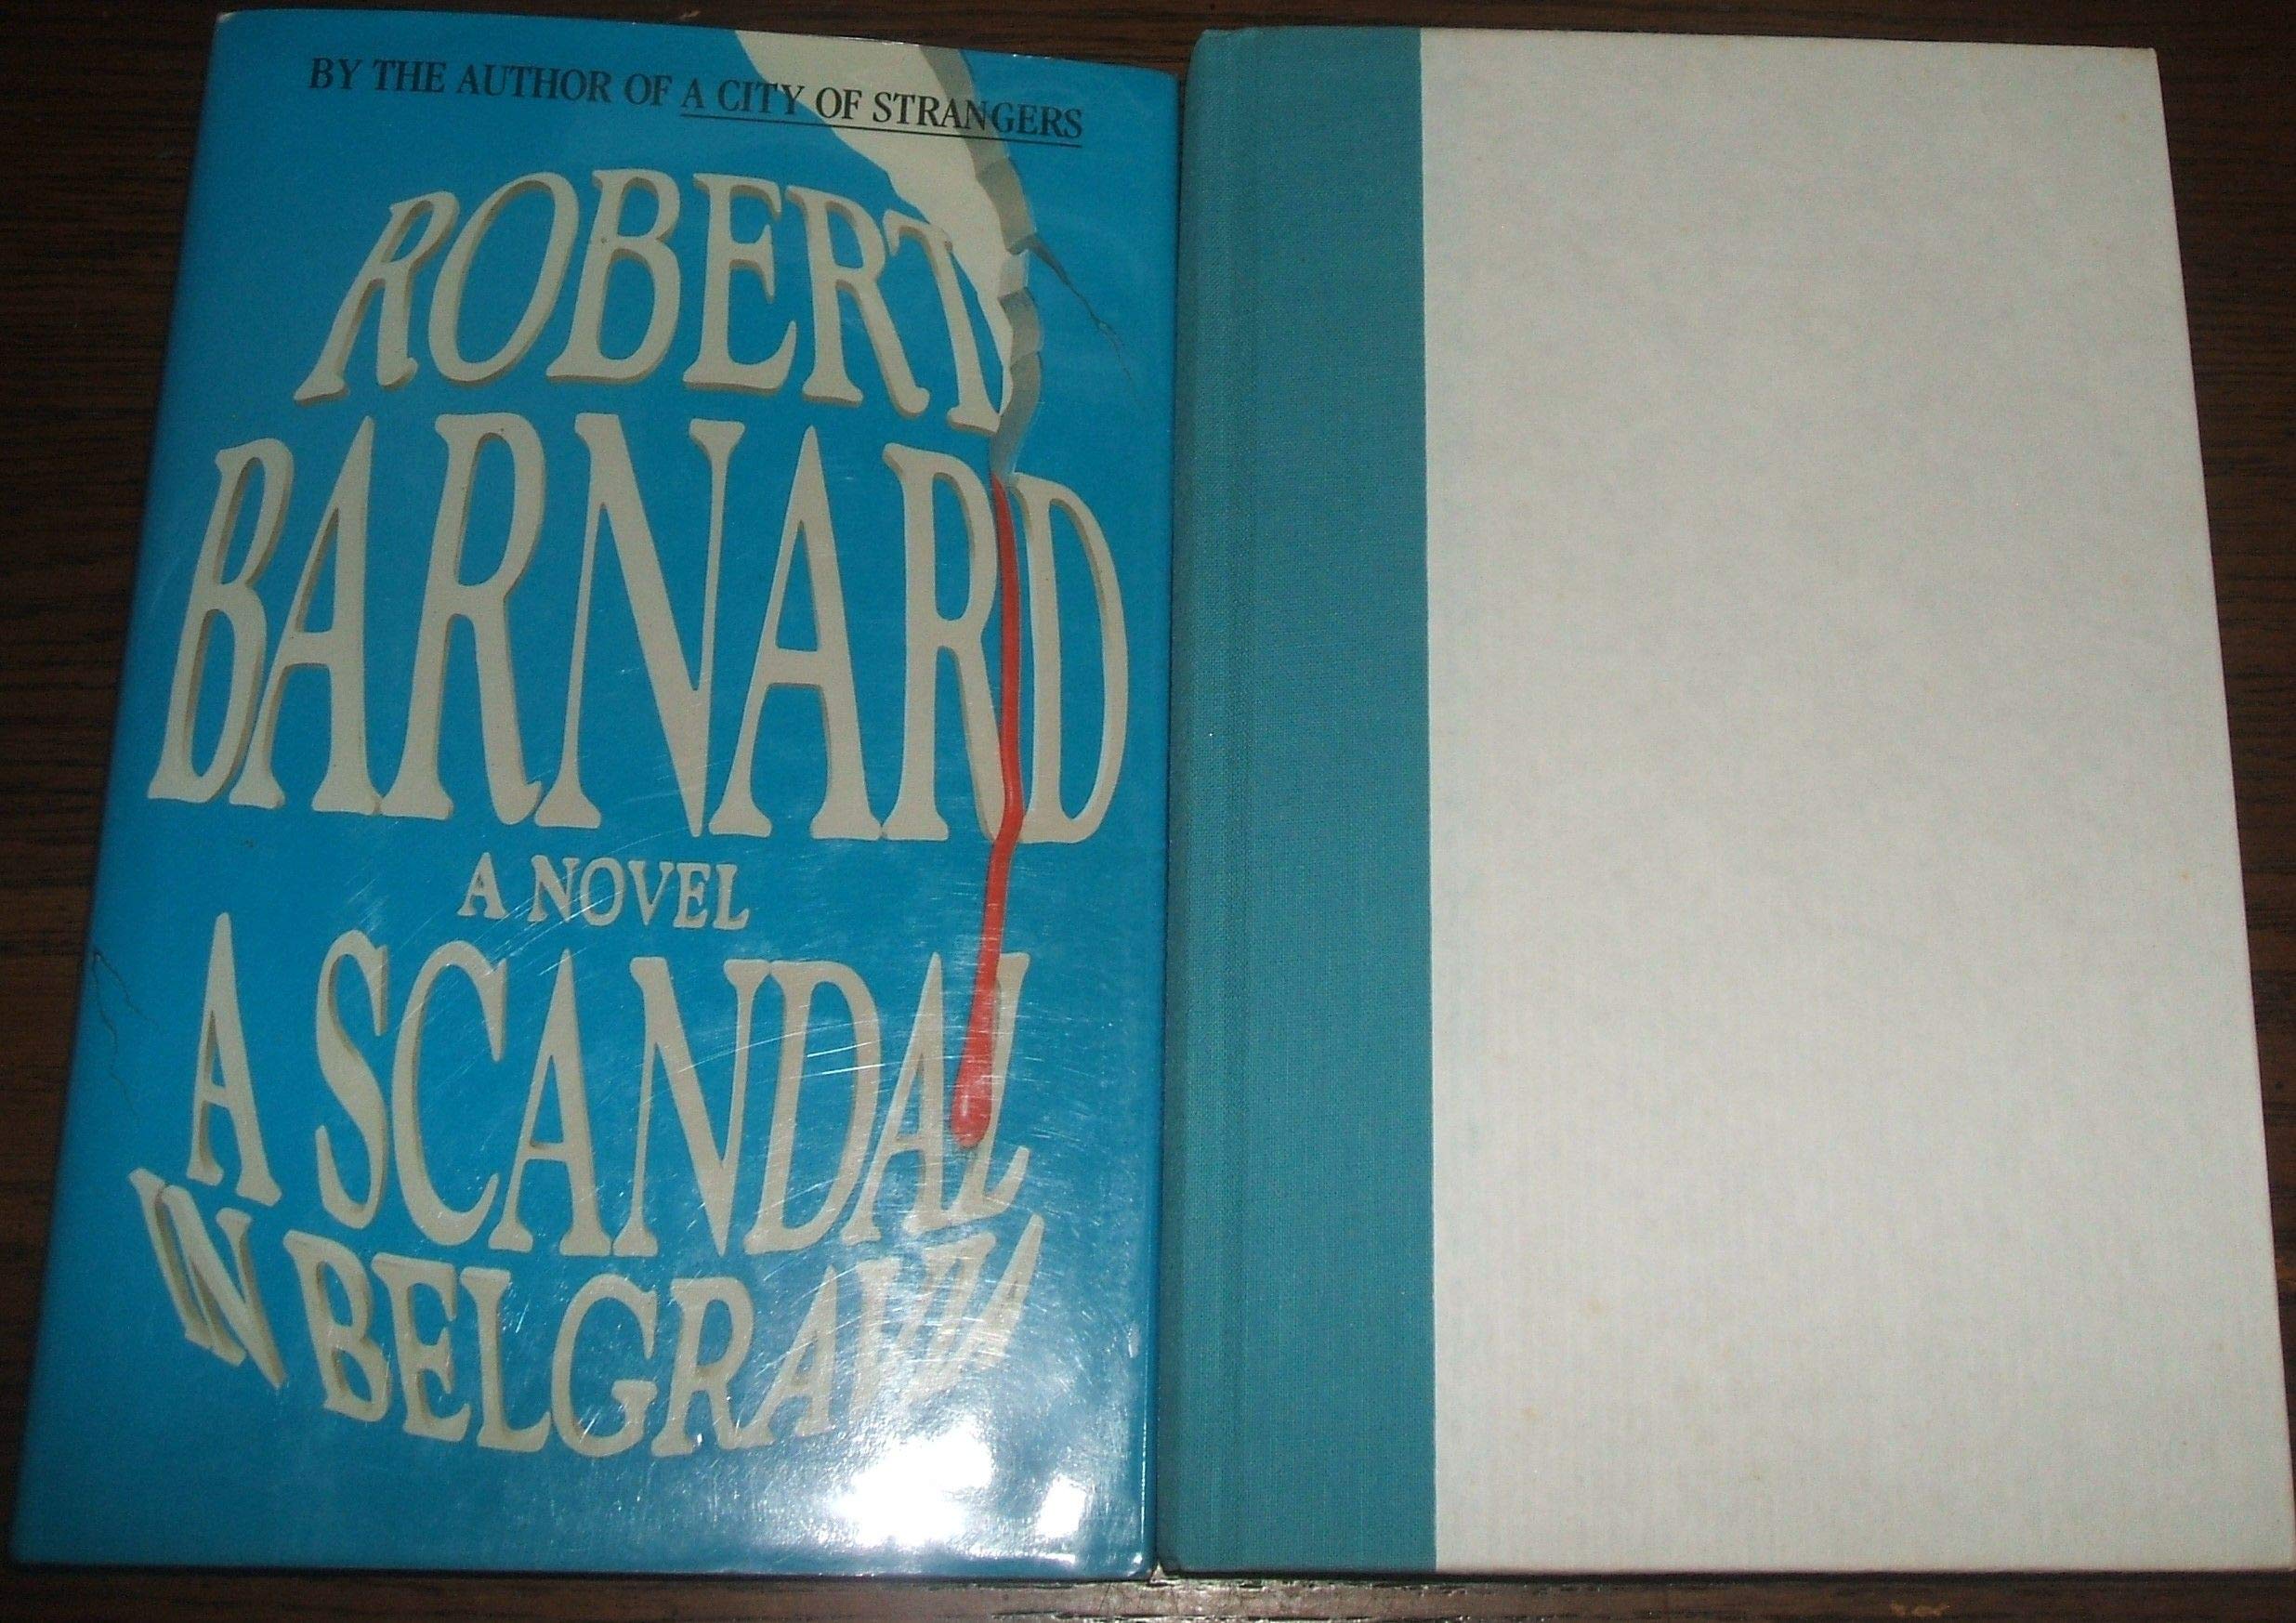 BY THE AUTHOR OF A CITY OF STRANGERS
ROBERT
BARNARD
A NOVEL
A SCANDAL
IN BELGRAVIA